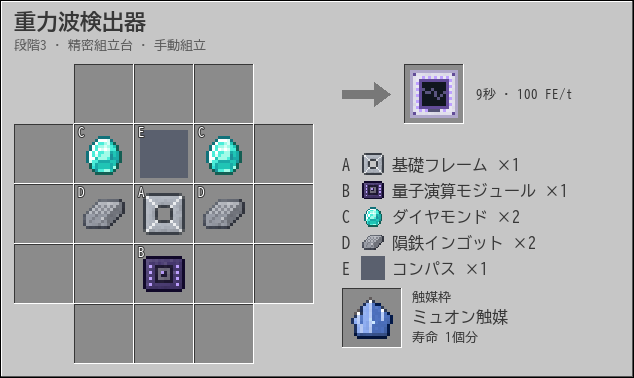 重力波検出器
段階3 · 精密組立台 · 手動組立
C
E
C
D
A
D
B
9秒 · 100 FE/t
A 基礎フレーム ×1
B 量子演算モジュール ×1
C ダイヤモンド ×2
D 隕鉄インゴット ×2
E コンパス ×1
触媒枠
ミュオン触媒
寿命 1個分